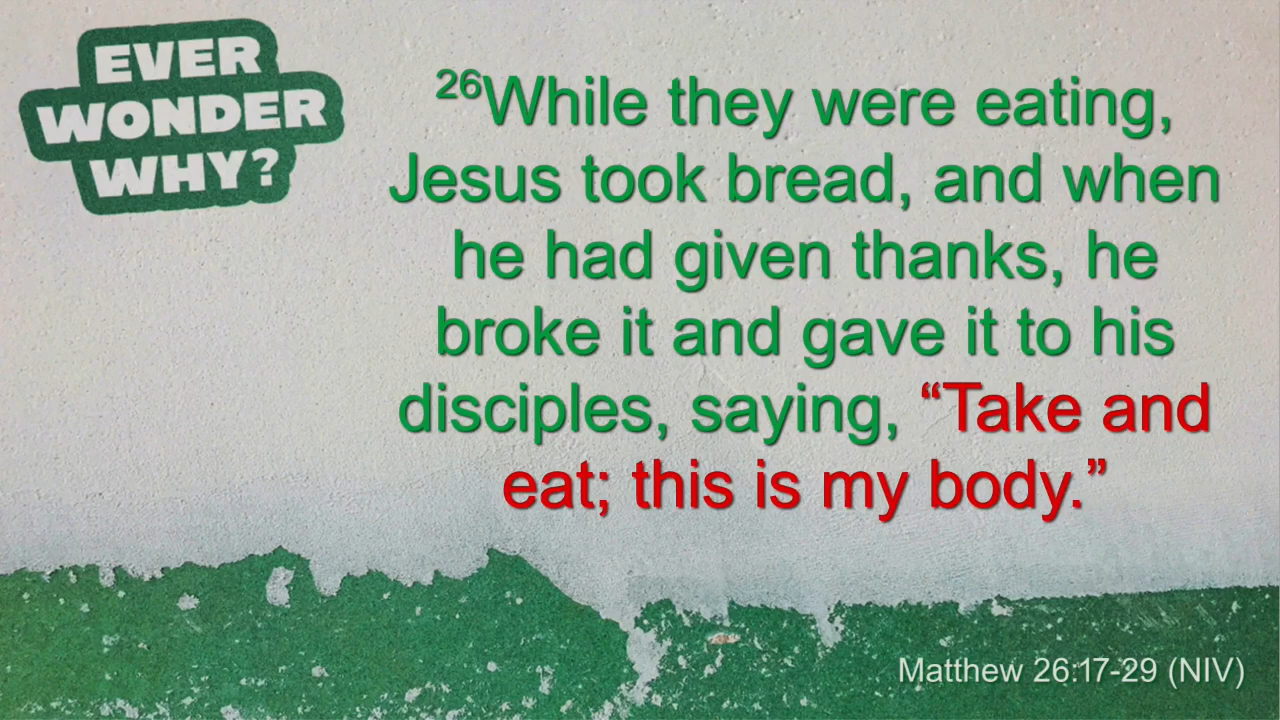 EVER
WONDER
WHY?
26While they were eating,
Jesus took bread, and when
he had given thanks, he
broke it and gave it to his
disciples, saying, “Take and
eat; this is my body.”
Matthew 26:17-29 (NIV)